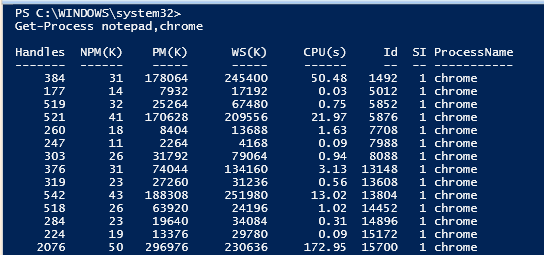 PS C:\WINDOWS\system32>
Get-Process notepad,chrome
Handles NPM(K) PM(K) WS(K) CPU(s) Id SI ProcessName
------- ------ ----- ----- ------ -- -- -----------
384 31 178064 245400 50.48 1492 1 chrome
177 14 7932 17192 0.03 5012 1 chrome
519 32 25264 67480 0.75 5852 1 chrome
521 41 170628 209556 21.97 5876 1 chrome
260 18 8404 13688 1.63 7708 1 chrome
247 11 2264 4168 0.09 7988 1 chrome
303 26 31792 79064 0.94 8088 1 chrome
376 31 74044 134160 3.13 13148 1 chrome
319 23 27260 31236 0.56 13608 1 chrome
542 43 188308 251980 13.02 13804 1 chrome
518 26 63920 24196 1.02 14452 1 chrome
284 23 19640 34084 0.31 14896 1 chrome
224 19 13376 29780 0.09 15172 1 chrome
2076 50 296976 230636 172.95 15700 1 chrome